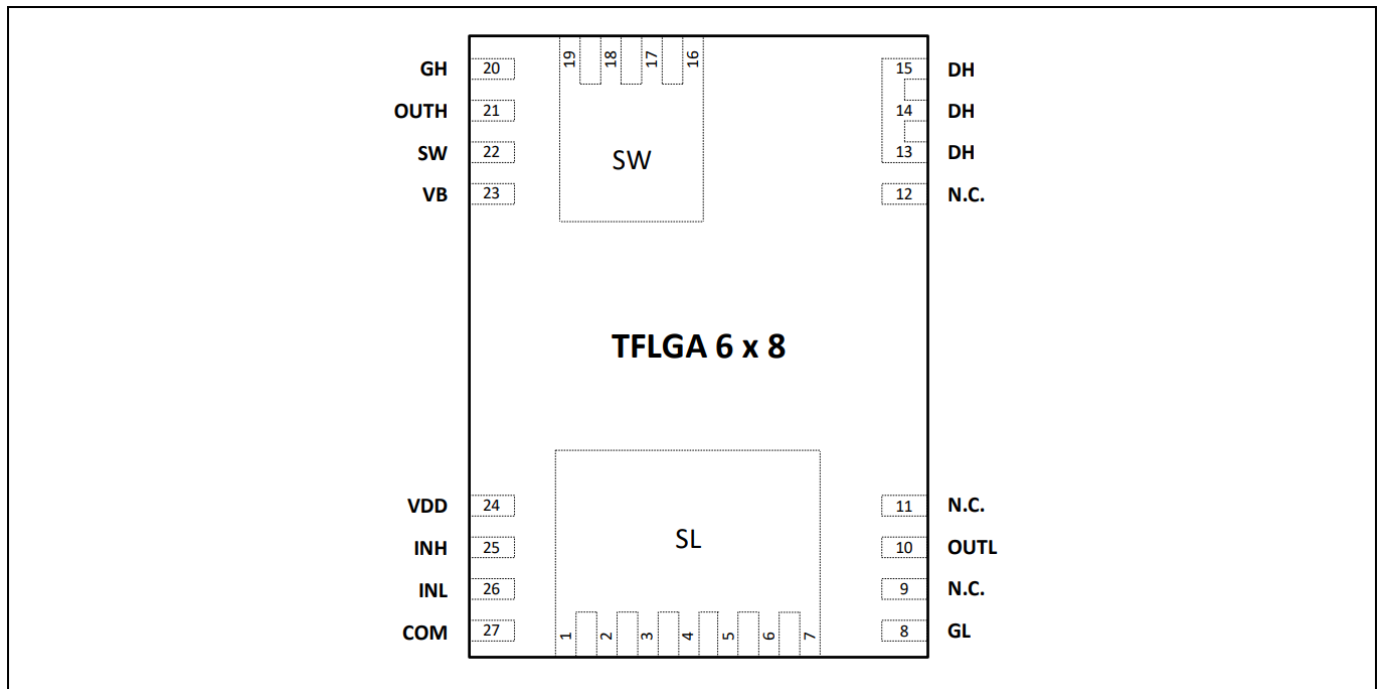 19 18 17 16
GH 20 15 DH
OUTH 21 14 DH
SW 22 SW 13 DH
VB 23 12 N.C.
TFLGA 6 x 8
VDD 24 11 N.C.
INH 25 SL 10 OUTL
INL 26 9 N.C.
COM 27 8 GL
1 2 3 4 5 6 7